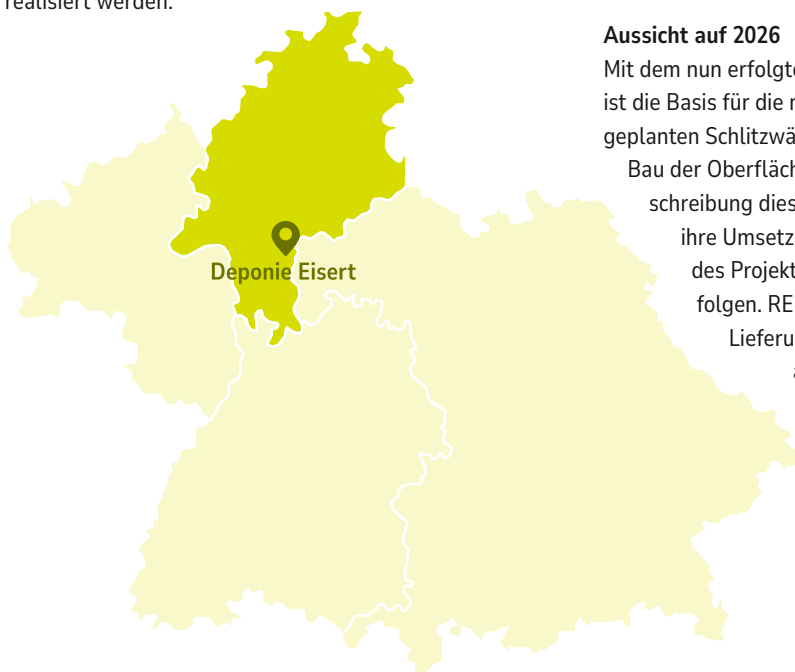 realisiert werden.
Deponie Eisert
Aussicht auf 2026
Mit dem nun erfolgte
ist die Basis für die
geplanten Schlitzwä
Bau der Oberfläch
schreibung dies
ihre Umsetz
des Projekt
folgen. RE
Lieferu